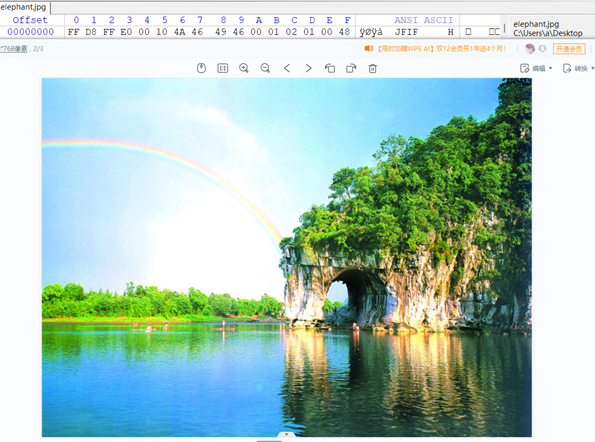 elephant.jpg
Offset 0 1 2 3 4 5 6 7 8 9 A B C D E F ANSI ASCII
00000000 FF D8 FF E0 00 10 4A 46 49 46 00 01 02 01 00 48 ÿØÿà JFIF H
elephant.jpg
C:\Users\a\Desktop
*768像素 , 2/3
【限时加赠WPS AI】双12会员买1年送4个月!
开通会员
1:1
编辑
转换